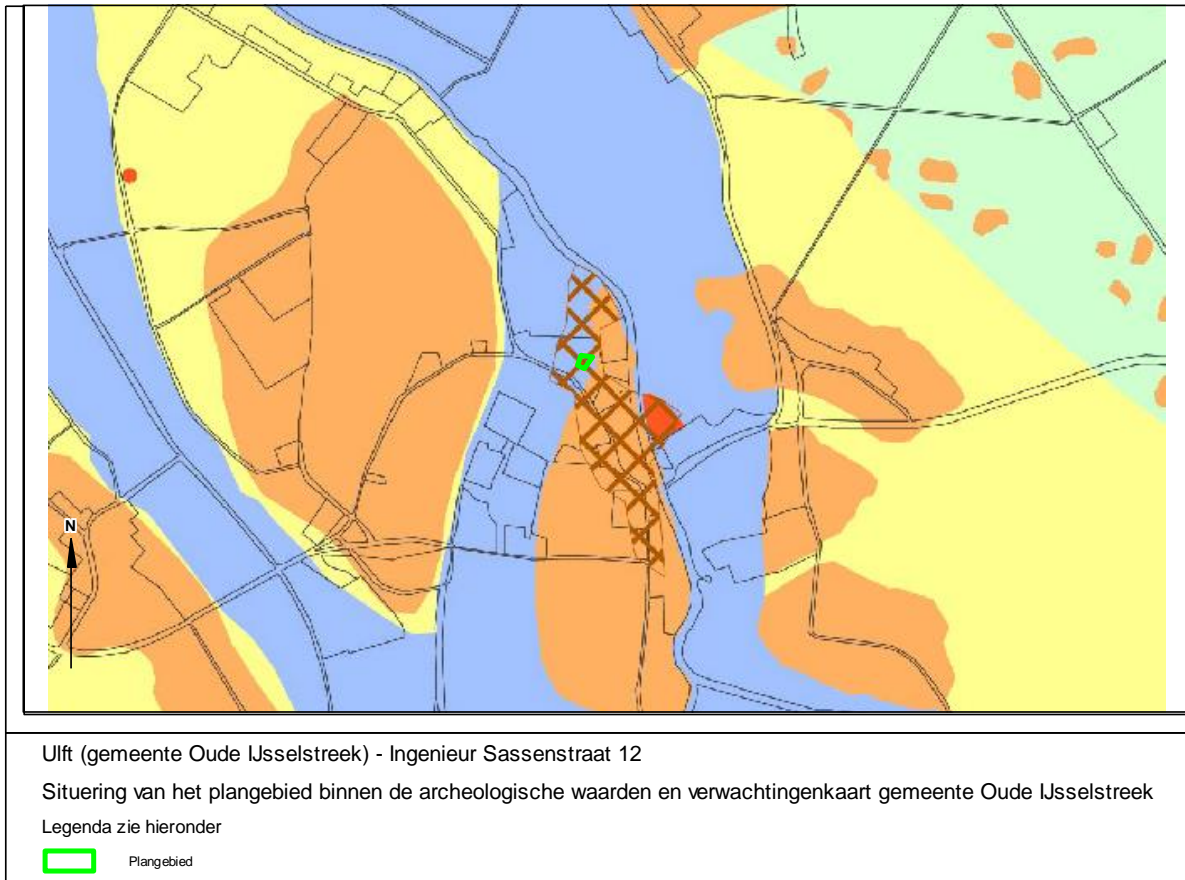 N
Ulft (gemeente Oude IJsselstreek) - Ingenieur Sassenstraat 12
Situering van het plangebied binnen de archeologische waarden en verwachtingenkaart gemeente Oude IJsselstreek
Legenda zie hieronder
Plangebied